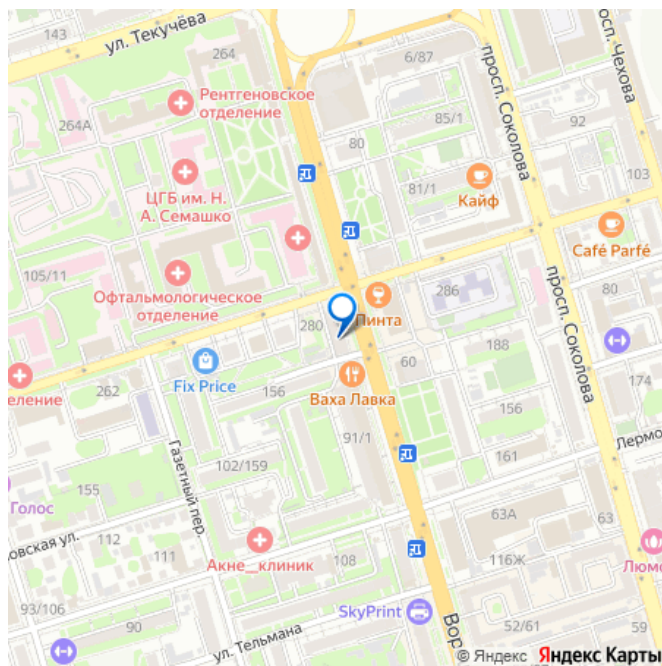 143
ул. Текучёва
264
6/87
просп. Соколова
просп. Чехова
Рентгеновское
отделение
264А
85/1
92
80
ЦГБ им. Н.
А. Семашко
81/1
Кайф
103
Café Parfé
105/11
Офтальмологическое
отделение
286
80
280
Пинта
просп. Соколова
188
60
еление
262
Fix Price
156
Ваха Лавка
174
156
91/1
Газетный пер.
102/159
161
Лермо
155
Голос
63А
63
овская ул.
112
111
Акне_клиник
108
116Ж
Люмо
93/106
90
SkyPrint
ул. Тельмана
Вор
52/61
59
© Яндекс Яндекс Карты